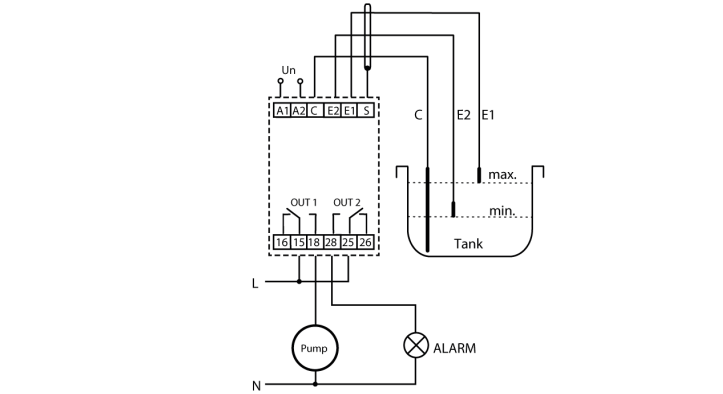 Un
A1 A2 C E2 E1 S
C E2 E1
max.
OUT 1 OUT 2
min.
16 15 18 28 25 26
Tank
L
Pump
ALARM
N